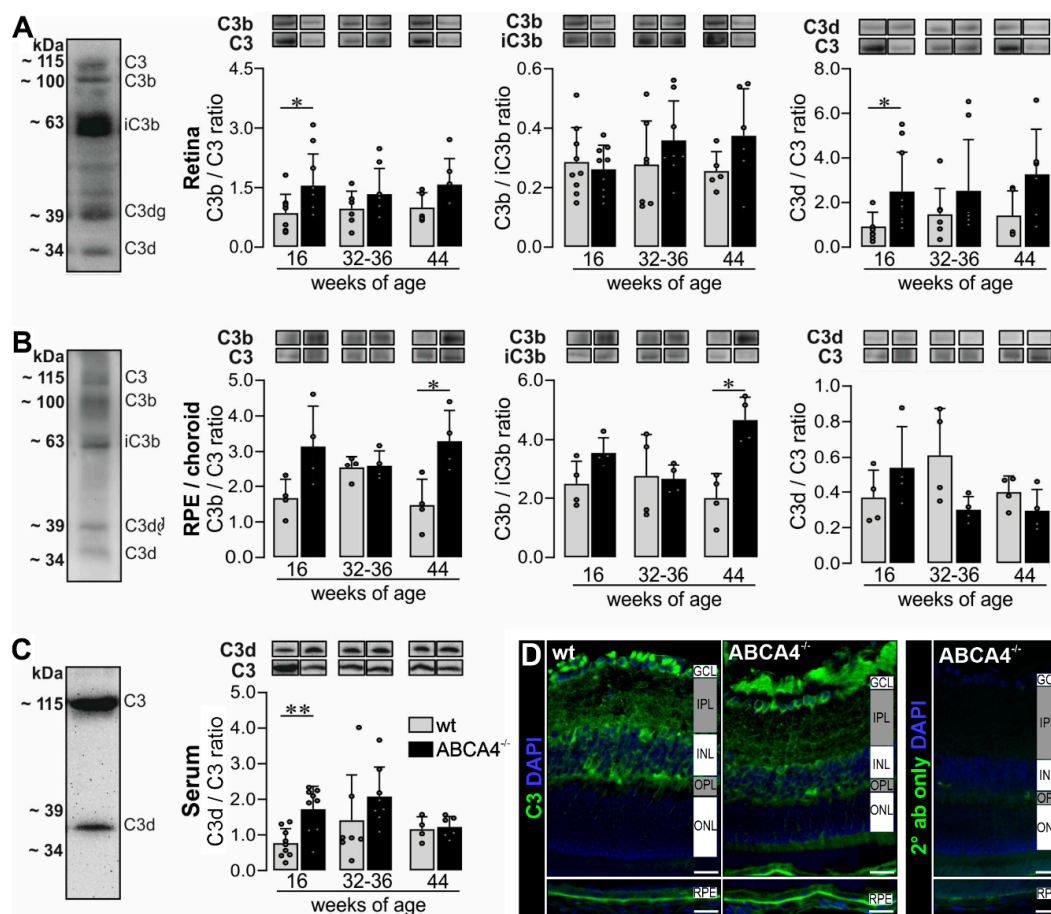 A
kDa
~ 115
~ 100
~ 63
~ 39
~ 34
C3
C3b
iC3b
C3dg
C3d
Retina
C3b
C3
C3b / C3 ratio
4.5
3.0
1.5
0.0
*
16 32-36 44
weeks of age
C3b
iC3b
C3b / iC3b ratio
0.6
0.4
0.2
0.0
16 32-36 44
weeks of age
C3d
C3
C3d / C3 ratio
8.0
6.0
4.0
2.0
0.0
*
16 32-36 44
weeks of age
B
kDa
~ 115
~ 100
~ 63
~ 39
~ 34
C3
C3b
iC3b
C3dg
C3d
RPE / choroid
C3b
C3
C3b / C3 ratio
5.0
4.0
3.0
2.0
1.0
0.0
*
16 32-36 44
weeks of age
C3b
iC3b
C3b / iC3b ratio
6.0
4.0
2.0
0.0
*
16 32-36 44
weeks of age
C3d
C3
C3d / C3 ratio
1.0
0.8
0.6
0.4
0.2
0.0
16 32-36 44
weeks of age
C
kDa
~ 115
~ 39
~ 34
C3
C3d
Serum
C3d
C3
C3d / C3 ratio
5.0
4.0
3.0
2.0
1.0
0.0
**
wt
ABCA4-/-
16 32-36 44
weeks of age
D
C3 DAPI
wt
GCL
IPL
INL
OPL
ONL
RPE
ABCA4-/-
GCL
IPL
INL
OPL
ONL
RPE
2° ab only DAPI
ABCA4-/-
GC
IPL
IN
OP
ON
RP